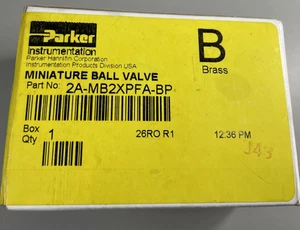 Parker
Instrumentation
Parker Hannifin Corporation
Instrumentation Products Division USA
B
Brass
MINIATURE BALL VALVE
Part No: 2A-MB2XPFA-BP
Box
Qty 1
26RO R1
12:36 PM
J43